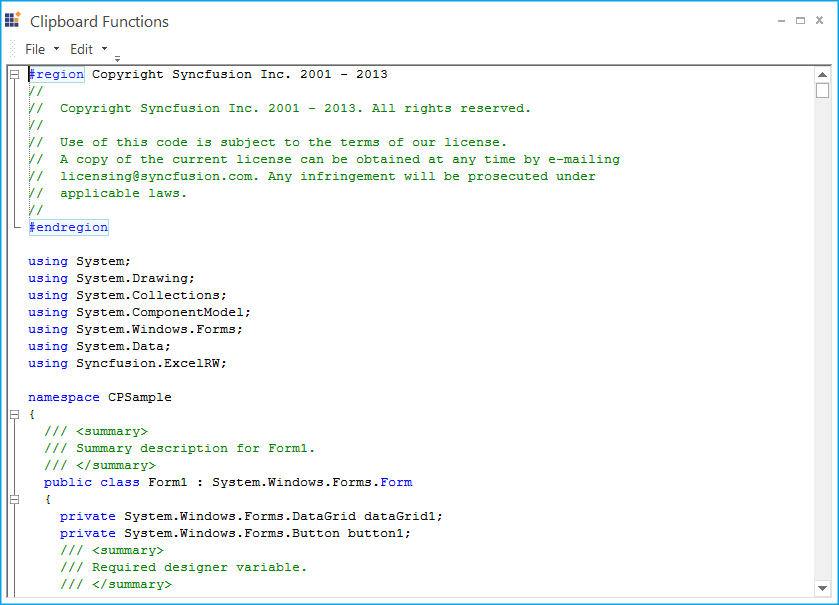 Clipboard Functions
File Edit
#region Copyright Syncfusion Inc. 2001 - 2013
//
//  Copyright Syncfusion Inc. 2001 - 2013. All rights reserved.
//
//  Use of this code is subject to the terms of our license.
//  A copy of the current license can be obtained at any time by e-mailing
//  licensing@syncfusion.com. Any infringement will be prosecuted under
//  applicable laws.
//
#endregion

using System;
using System.Drawing;
using System.Collections;
using System.ComponentModel;
using System.Windows.Forms;
using System.Data;
using Syncfusion.ExcelRW;

namespace CPSample
{
  /// <summary>
  /// Summary description for Form1.
  /// </summary>
  public class Form1 : System.Windows.Forms.Form
  {
    private System.Windows.Forms.DataGrid dataGrid1;
    private System.Windows.Forms.Button button1;
    /// <summary>
    /// Required designer variable.
    /// </summary>